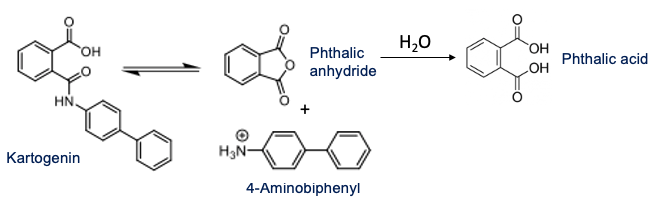 O
OH
O
HN
Kartogenin
O
O
O
Phthalic
anhydride
+
H₃N
⊕
4-Aminobiphenyl
H₂O
O
OH
OH
O
Phthalic acid